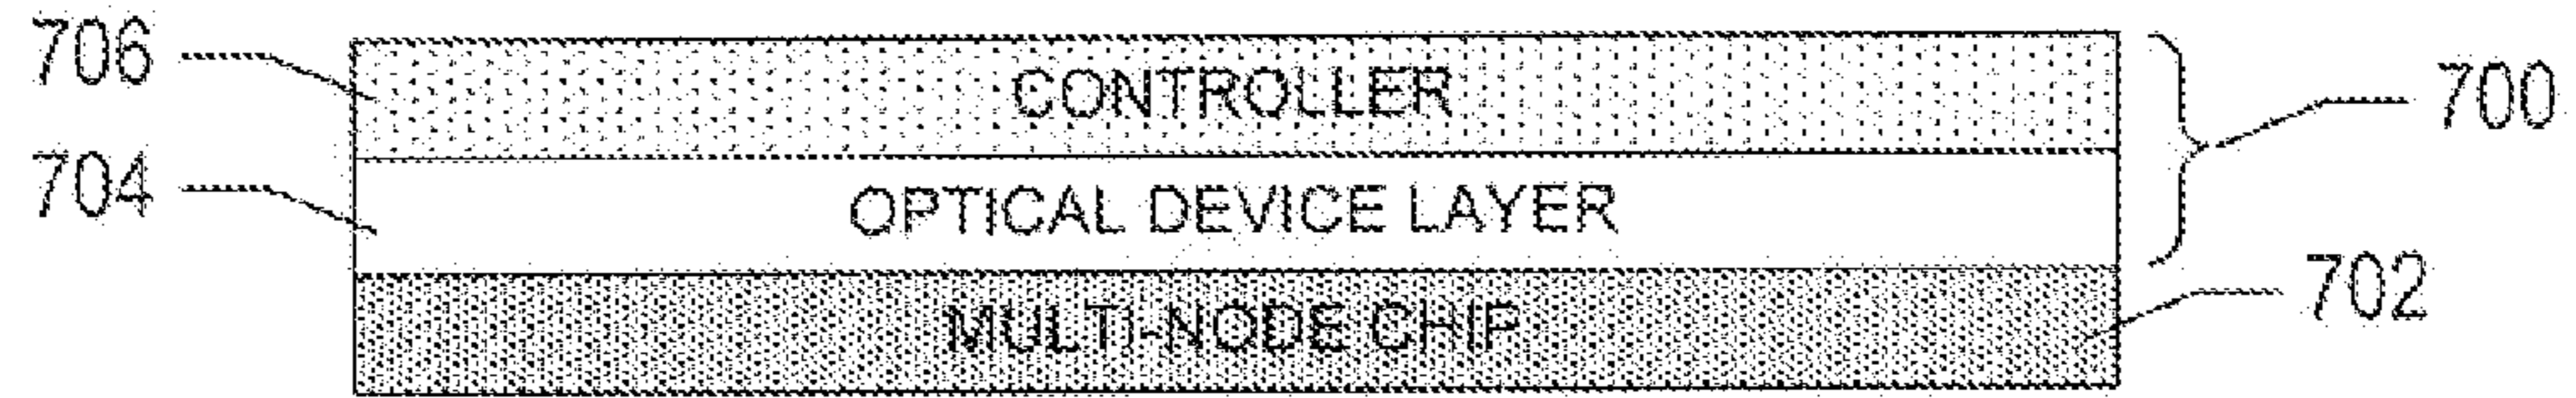 706
CONTROLLER
700
704
OPTICAL DEVICE LAYER
MULTI-NODE CHIP
702